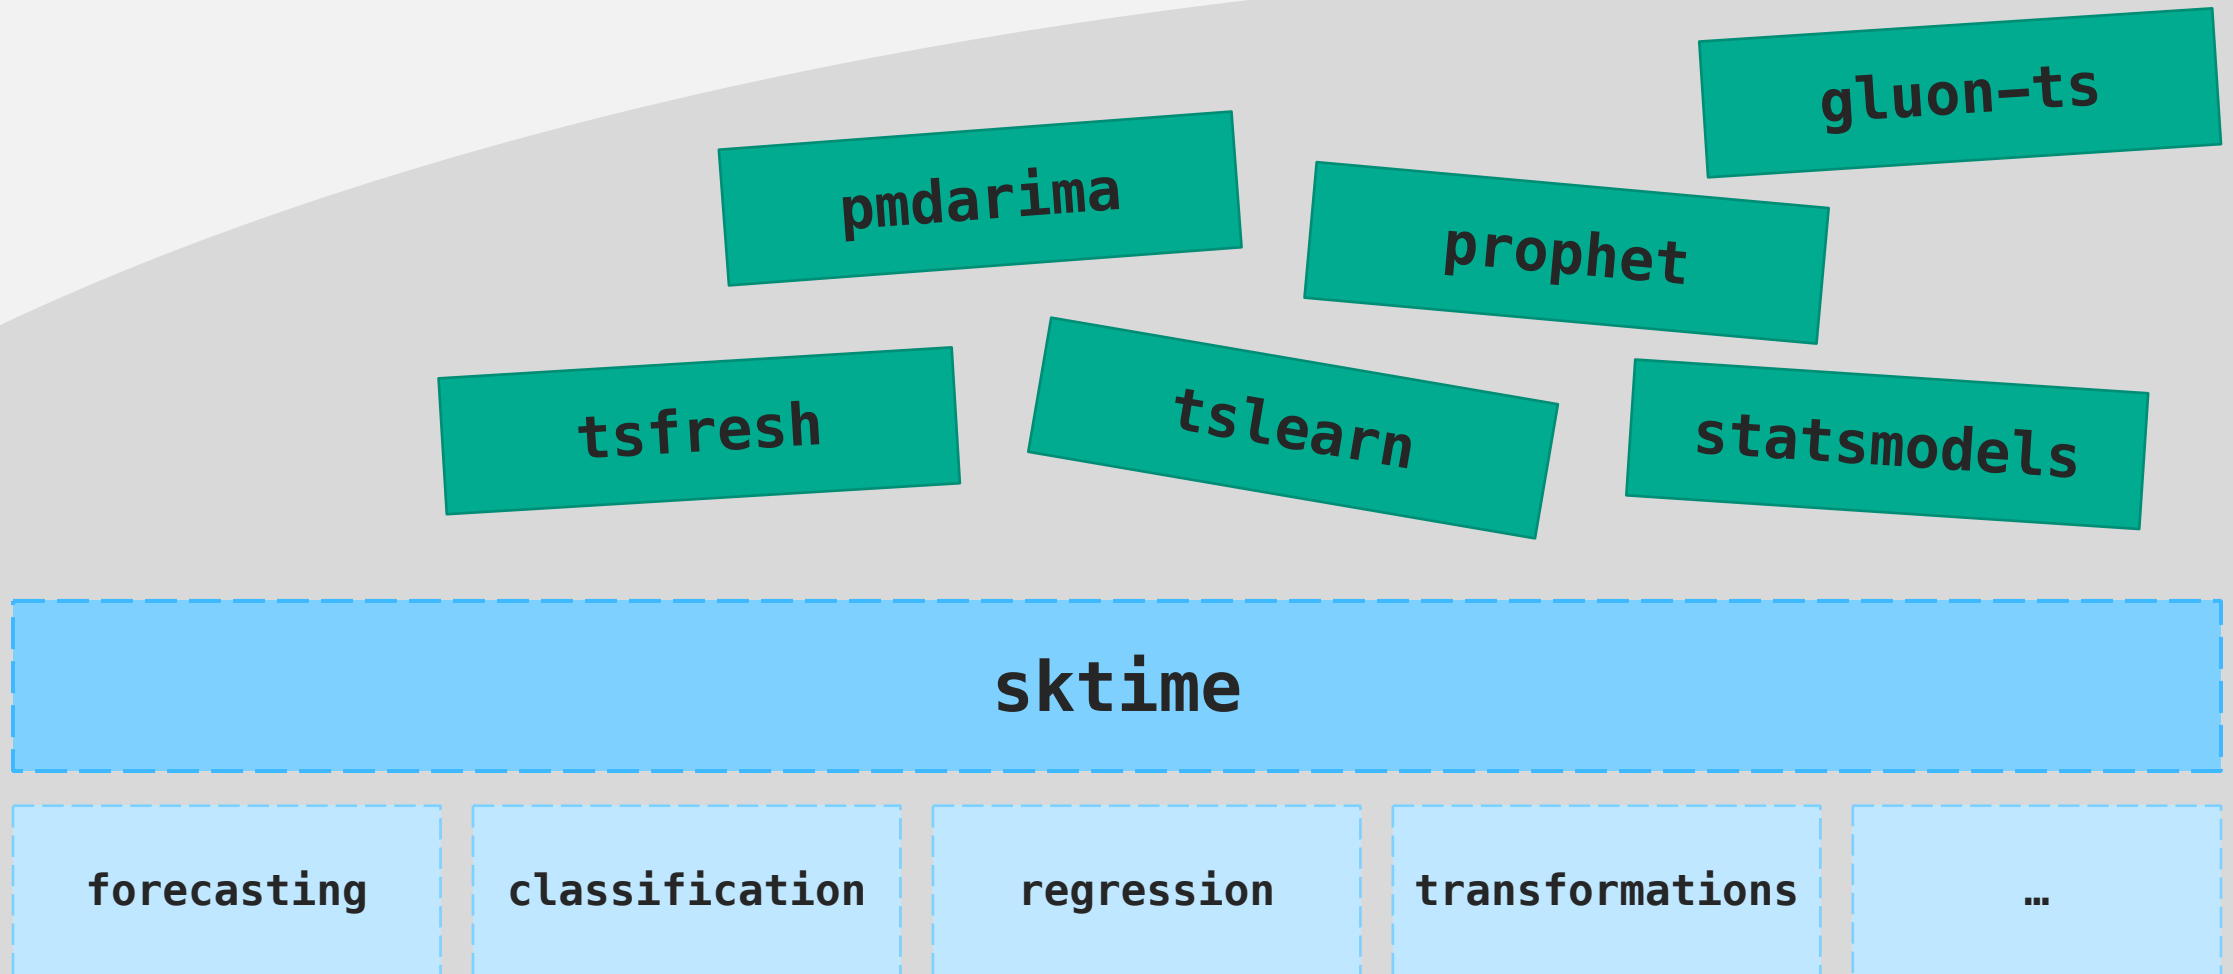 gluon-ts
pmdarima
prophet
tsfresh
tslearn
statsmodels
sktime
forecasting
classification
regression
transformations
…